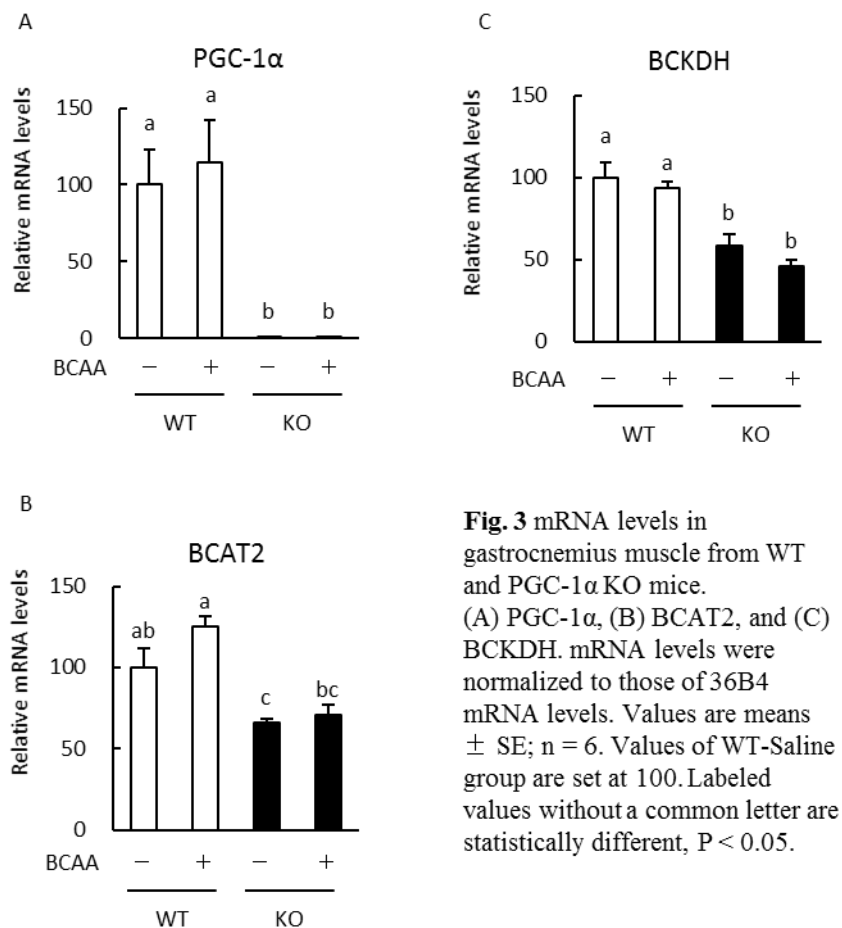 A
PGC-1α
Relative mRNA levels
150
100
50
0
a
a
b
b
BCAA − + − +
WT KO
B
BCAT2
Relative mRNA levels
150
100
50
0
ab
a
c
bc
BCAA − + − +
WT KO
C
BCKDH
Relative mRNA levels
150
100
50
0
a
a
b
b
BCAA − + − +
WT KO
Fig. 3 mRNA levels in
gastrocnemius muscle from WT
and PGC-1α KO mice.
(A) PGC-1α, (B) BCAT2, and (C)
BCKDH. mRNA levels were
normalized to those of 36B4
mRNA levels. Values are means
± SE; n = 6. Values of WT-Saline
group are set at 100. Labeled
values without a common letter are
statistically different, P < 0.05.